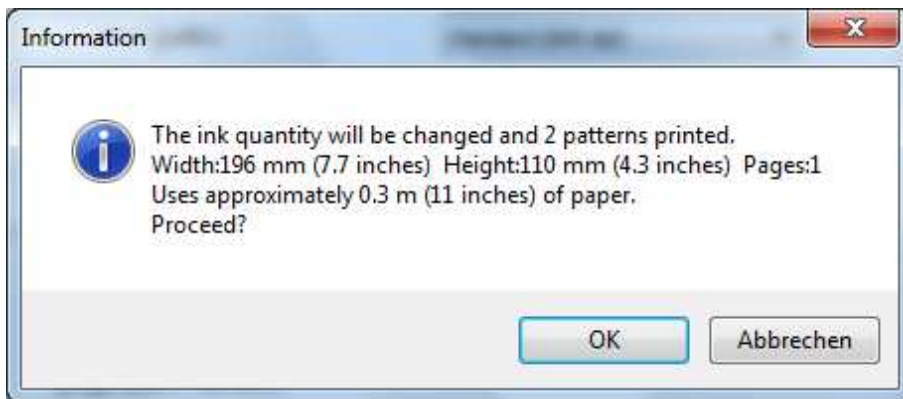 Information
The ink quantity will be changed and 2 patterns printed.
Width:196 mm (7.7 inches)  Height:110 mm (4.3 inches)  Pages:1
Uses approximately 0.3 m (11 inches) of paper.
Proceed?
OK
Abbrechen